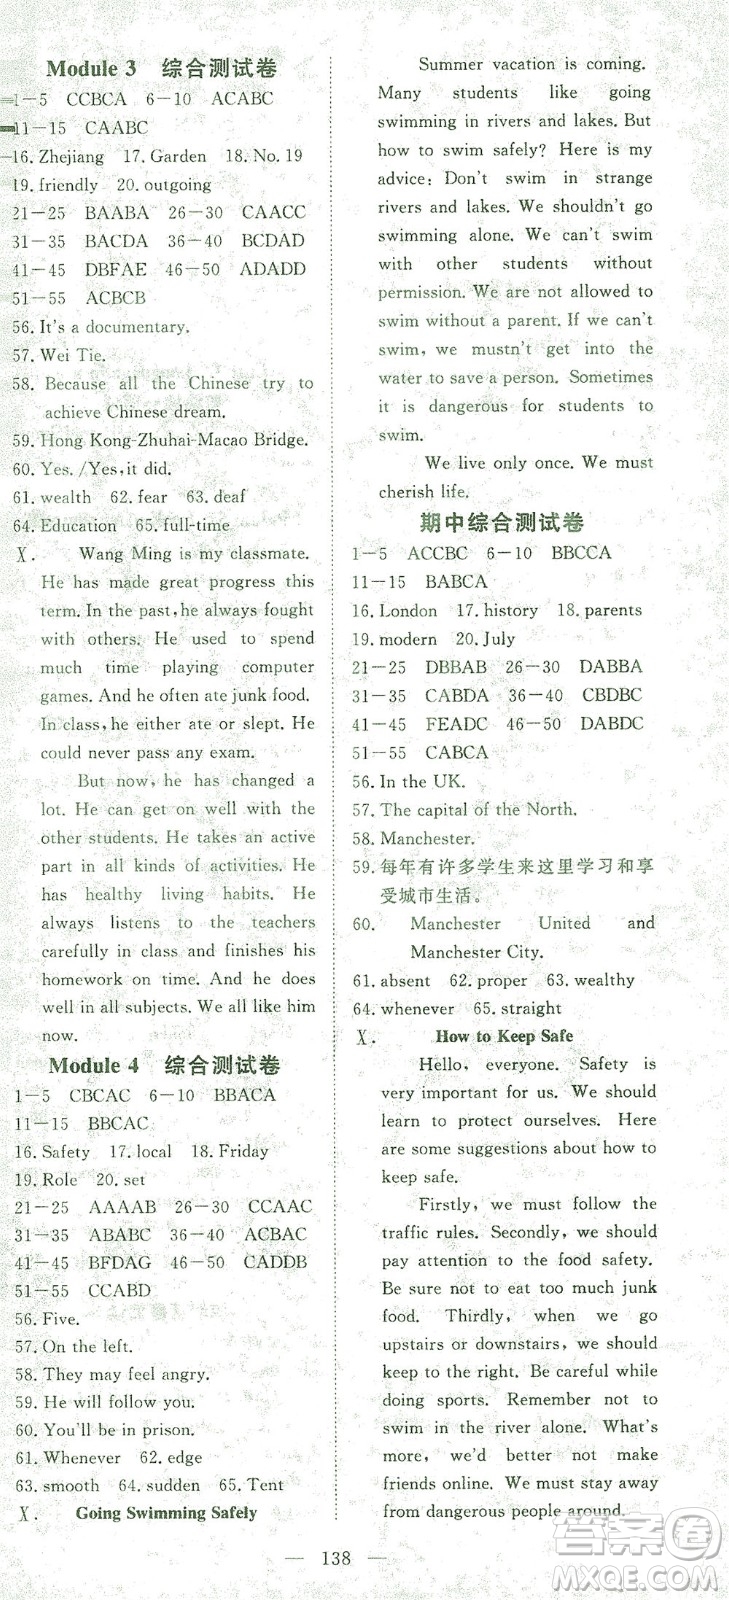 Module 3 综合测试卷
1－5 CCBCA 6－10 ACABC
11－15 CAABC
16. Zhejiang 17. Garden 18. No. 19
19. friendly 20. outgoing
21－25 BAABA 26－30 CAACC
31－35 BACDA 36－40 BCDAD
41－45 DBFAE 46－50 ADADD
51－55 ACBCB
56. It's a documentary.
57. Wei Tie.
58. Because all the Chinese try to
achieve Chinese dream.
59. Hong Kong-Zhuhai-Macao Bridge.
60. Yes. /Yes, it did.
61. wealth 62. fear 63. deaf
64. Education 65. full-time
X. Wang Ming is my classmate.
He has made great progress this
term. In the past, he always fought
with others. He used to spend
much time playing computer
games. And he often ate junk food.
In class, he either ate or slept. He
could never pass any exam.
But now, he has changed a
lot. He can get on well with the
other students. He takes an active
part in all kinds of activities. He
has healthy living habits. He
always listens to the teachers
carefully in class and finishes his
homework on time. And he does
well in all subjects. We all like him
now.
Module 4 综合测试卷
1－5 CBCAC 6－10 BBACA
11－15 BBCAC
16. Safety 17. local 18. Friday
19. Role 20. set
21－25 AAAAB 26－30 CCAAC
31－35 ABABC 36－40 ACBAC
41－45 BFDAG 46－50 CADDB
51－55 CCABD
56. Five.
57. On the left.
58. They may feel angry.
59. He will follow you.
60. You'll be in prison.
61. Whenever 62. edge
63. smooth 64. sudden 65. Tent
X. Going Swimming Safely
Summer vacation is coming.
Many students like going
swimming in rivers and lakes. But
how to swim safely? Here is my
advice: Don't swim in strange
rivers and lakes. We shouldn't go
swimming alone. We can't swim
with other students without
permission. We are not allowed to
swim without a parent. If we can't
swim, we mustn't get into the
water to save a person. Sometimes
it is dangerous for students to
swim.
We live only once. We must
cherish life.
期中综合测试卷
1－5 ACCBC 6－10 BBCCA
11－15 BABCA
16. London 17. history 18. parents
19. modern 20. July
21－25 DBBAB 26－30 DABBA
31－35 CABDA 36－40 CBDBC
41－45 FEADC 46－50 DABDC
51－55 CABCA
56. In the UK.
57. The capital of the North.
58. Manchester.
59. 每年有许多学生来这里学习和享
受城市生活。
60. Manchester United and
Manchester City.
61. absent 62. proper 63. wealthy
64. whenever 65. straight
X. How to Keep Safe
Hello, everyone. Safety is
very important for us. We should
learn to protect ourselves. Here
are some suggestions about how to
keep safe.
Firstly, we must follow the
traffic rules. Secondly, we should
pay attention to the food safety.
Be sure not to eat too much junk
food. Thirdly, when we go
upstairs or downstairs, we should
keep to the right. Be careful while
doing sports. Remember not to
swim in the river alone. What's
more, we'd better not make
friends online. We must stay away
from dangerous people around.
— 138 —
答案卷
MXQE.COM